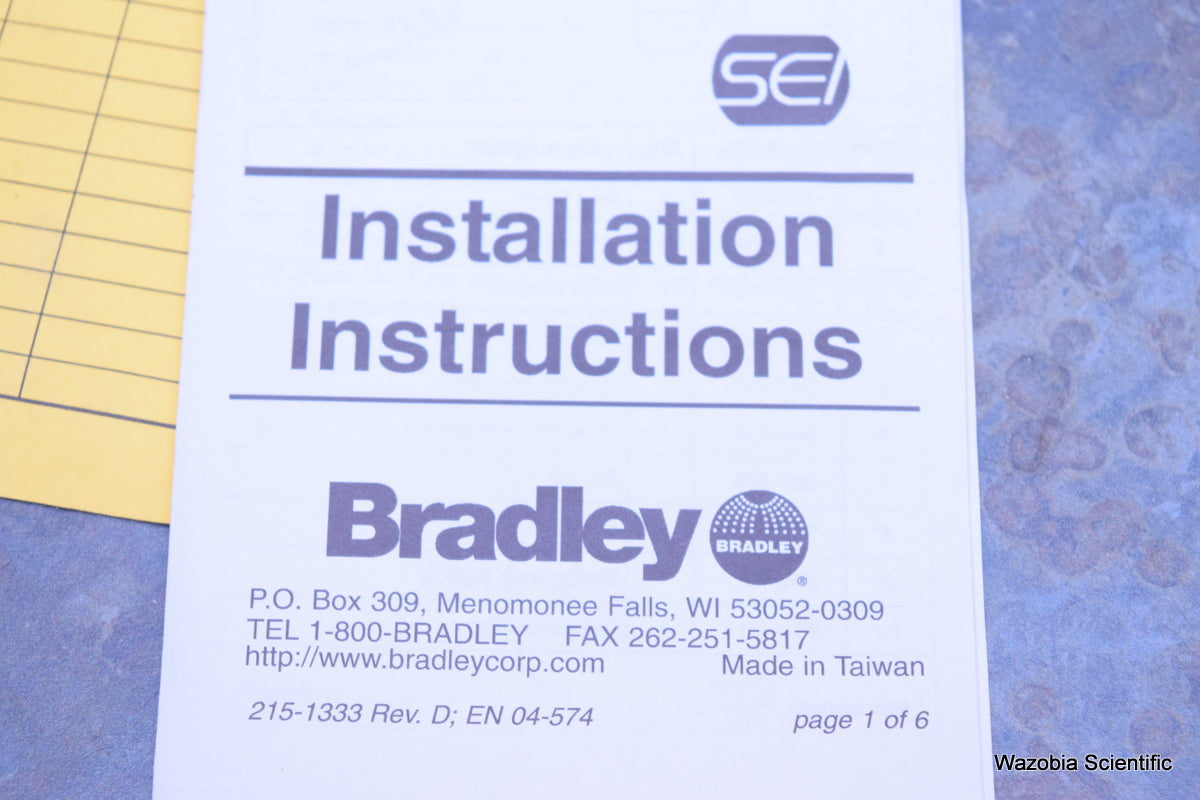 SEI
Installation
Instructions
Bradley BRADLEY ®
P.O. Box 309, Menomonee Falls, WI 53052-0309
TEL 1-800-BRADLEY FAX 262-251-5817
http://www.bradleycorp.com Made in Taiwan
215-1333 Rev. D; EN 04-574 page 1 of 6
Wazobia Scientific